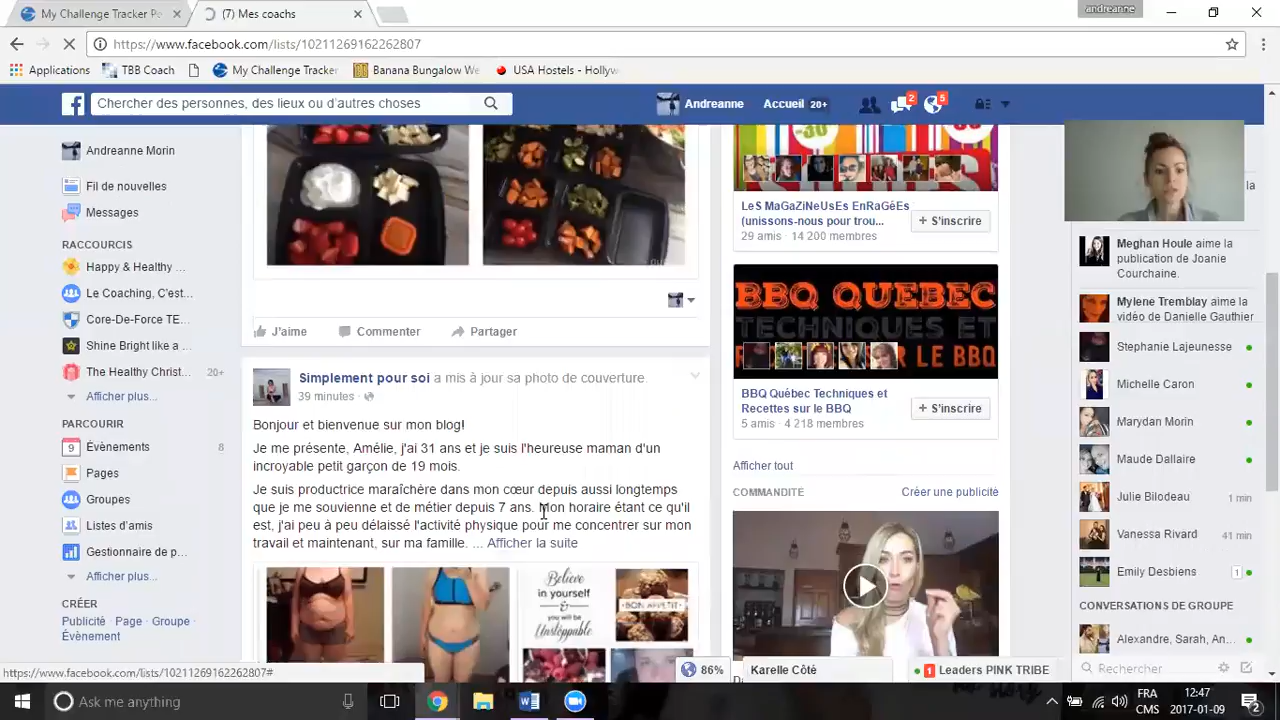 My Challenge Tracker Pe
(7) Mes coachs
andreanne
https://www.facebook.com/lists/10211269162262807
Applications
TBB Coach
My Challenge Tracker
Banana Bungalow We
USA Hostels - Hollyw
Chercher des personnes, des lieux ou d'autres choses
Andreanne
Accueil 20+
2
5
Andreanne Morin
Fil de nouvelles
Messages
RACCOURCIS
Happy & Healthy ...
Le Coaching, C'est...
Core-De-Force TE...
Shine Bright like a ...
The Healthy Christ... 20+
Afficher plus...
PARCOURIR
9 Évènements 8
Pages
Groupes
Listes d'amis
Gestionnaire de p...
Afficher plus...
CRÉER
Publicité · Page · Groupe ·
Évènement
https://www.facebook.com/lists/10211269162262807#
J'aime
Commenter
Partager
Simplement pour soi a mis à jour sa photo de couverture.
39 minutes ·
Bonjour et bienvenue sur mon blog!
Je me présente, Amélie, j'ai 31 ans et je suis l'heureuse maman d'un
incroyable petit garçon de 19 mois.
Je suis productrice maraîchère dans mon cœur depuis aussi longtemps
que je me souvienne et de métier depuis 7 ans. Mon horaire étant ce qu'il
est, j'ai peu à peu délaissé l'activité physique pour me concentrer sur mon
travail et maintenant, sur ma famille. ... Afficher la suite
Believe
in yourself
&
you will be
Unstoppable
BON APPETIT
-30
LeS MaGaZiNeUsEs EnRaGéEs
(unissons-nous pour trou...
29 amis · 14 200 membres
+ S'inscrire
BBQ QUEBEC
TECHNIQUES ET
R LE BBQ
BBQ Québec Techniques et
Recettes sur le BBQ
5 amis · 4 218 membres
+ S'inscrire
Afficher tout
COMMANDITÉ
Créer une publicité
la
Meghan Houle aime la
publication de Joanie
Courchaine.
Mylene Tremblay aime la
vidéo de Danielle Gauthier
Stephanie Lajeunesse
Michelle Caron
Marydan Morin
Maude Dallaire
Julie Bilodeau 1 min
Vanessa Rivard 41 min
Emily Desbiens 1
CONVERSATIONS DE GROUPE
Alexandre, Sarah, An...
Rechercher
86%
Karelle Côté
1 Leaders PINK TRIBE
Ask me anything
FRA
CMS
12:47
2017-01-09
2